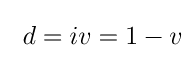 d = iv = 1 − v